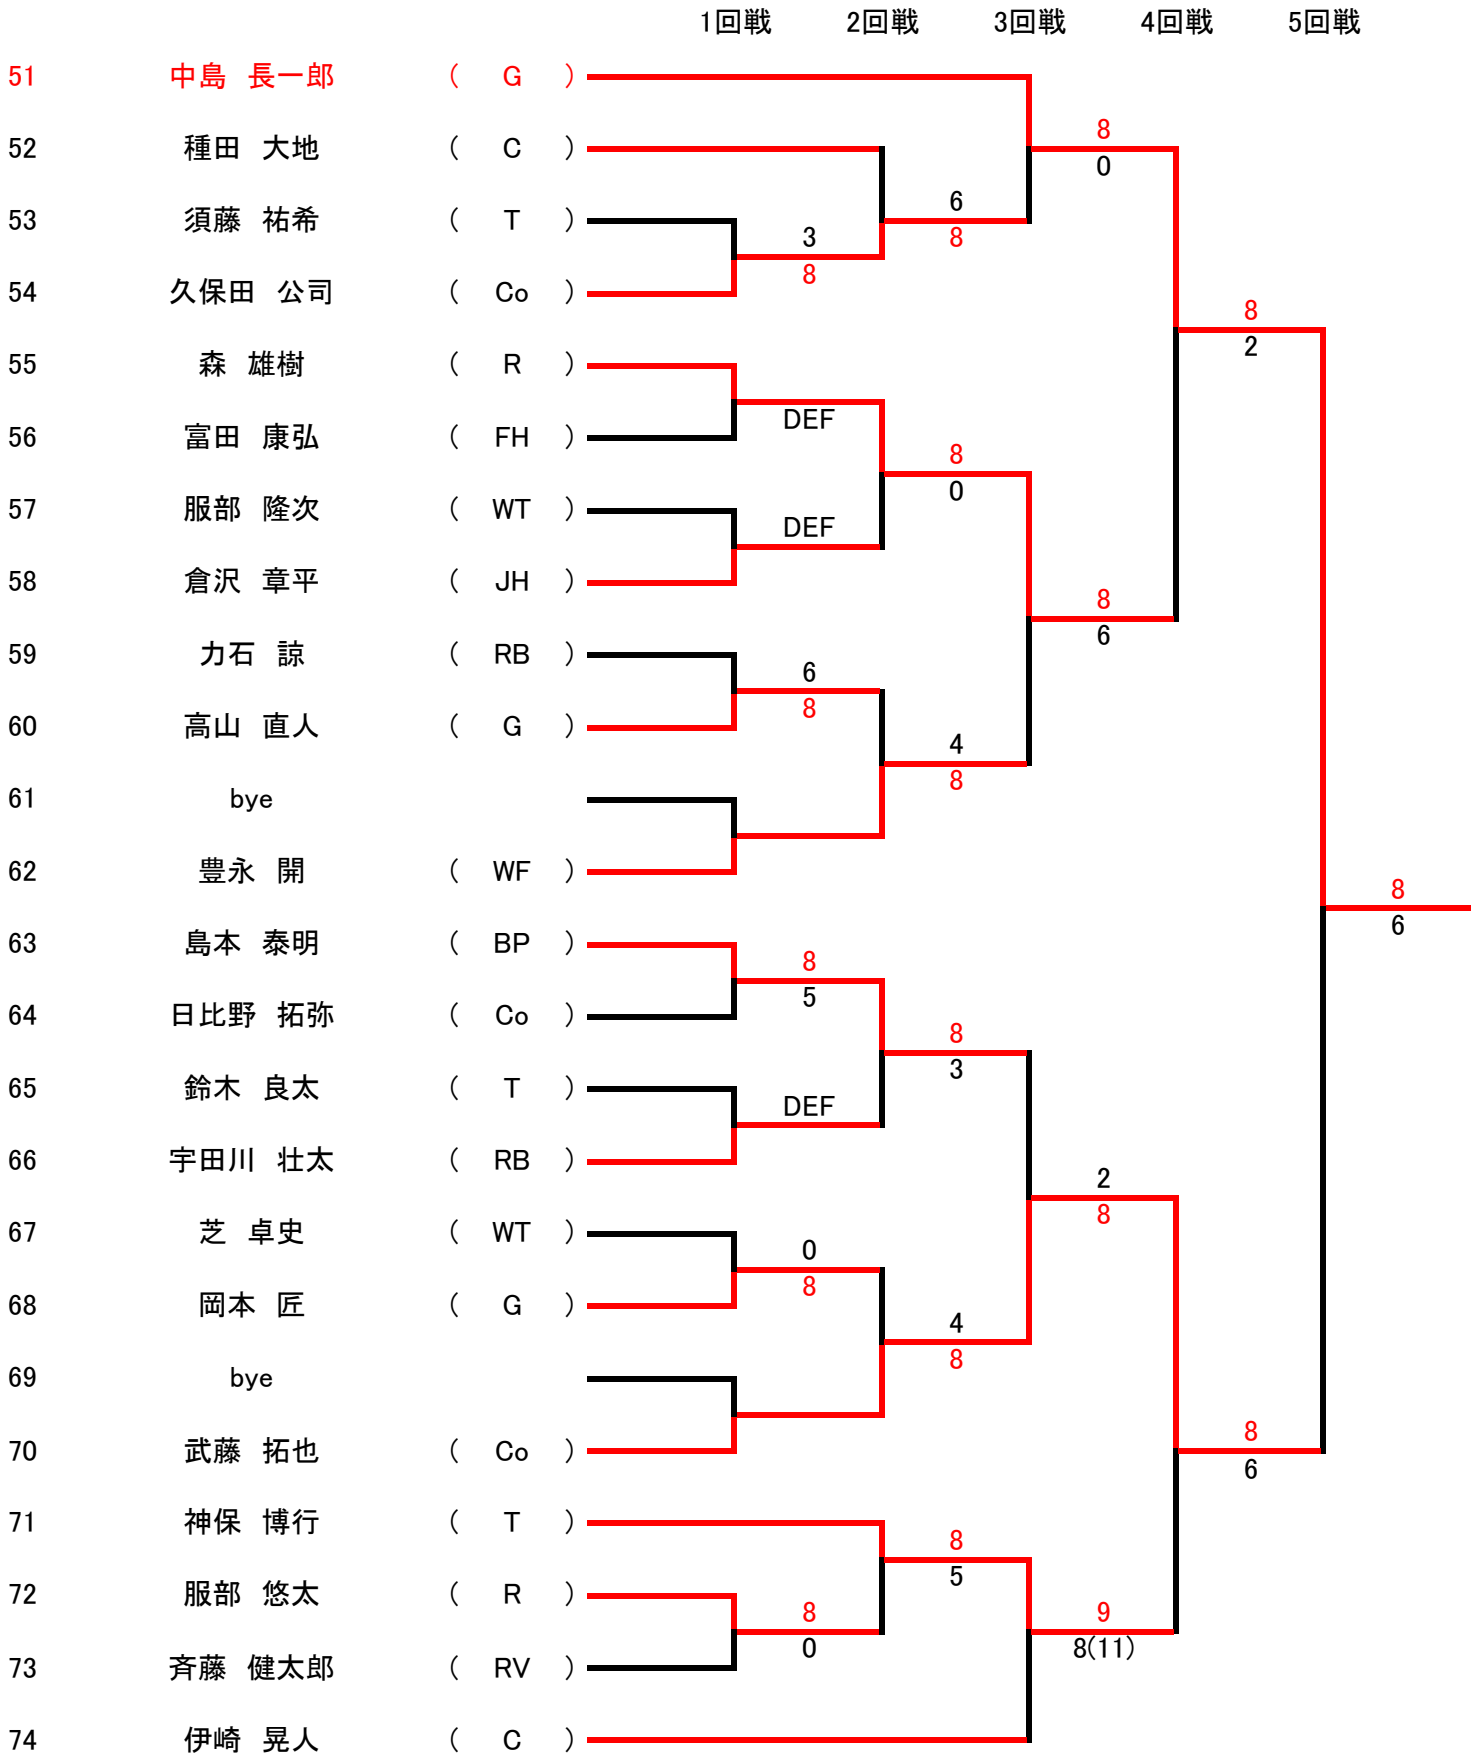 1回戦 2回戦 3回戦 4回戦 5回戦
51 中島 長一郎 ( G )
8
52 種田 大地 ( C )
0
6
53 須藤 祐希 ( T )
3 8
8
54 久保田 公司 ( Co )
8
2
55 森 雄樹 ( R )
DEF
56 富田 康弘 ( FH )
8
0
57 服部 隆次 ( WT )
DEF
58 倉沢 章平 ( JH )
8
6
59 力石 諒 ( RB )
6
8
60 高山 直人 ( G )
4
8
61 bye
62 豊永 開 ( WF )
8
6
63 島本 泰明 ( BP )
8
5
64 日比野 拓弥 ( Co )
8
3
65 鈴木 良太 ( T )
DEF
66 宇田川 壮太 ( RB )
2
8
67 芝 卓史 ( WT )
0
8
68 岡本 匠 ( G )
4
8
69 bye
8
70 武藤 拓也 ( Co )
6
71 神保 博行 ( T )
8
5
72 服部 悠太 ( R )
8 9
0 8(11)
73 斉藤 健太郎 ( RV )
74 伊崎 晃人 ( C )